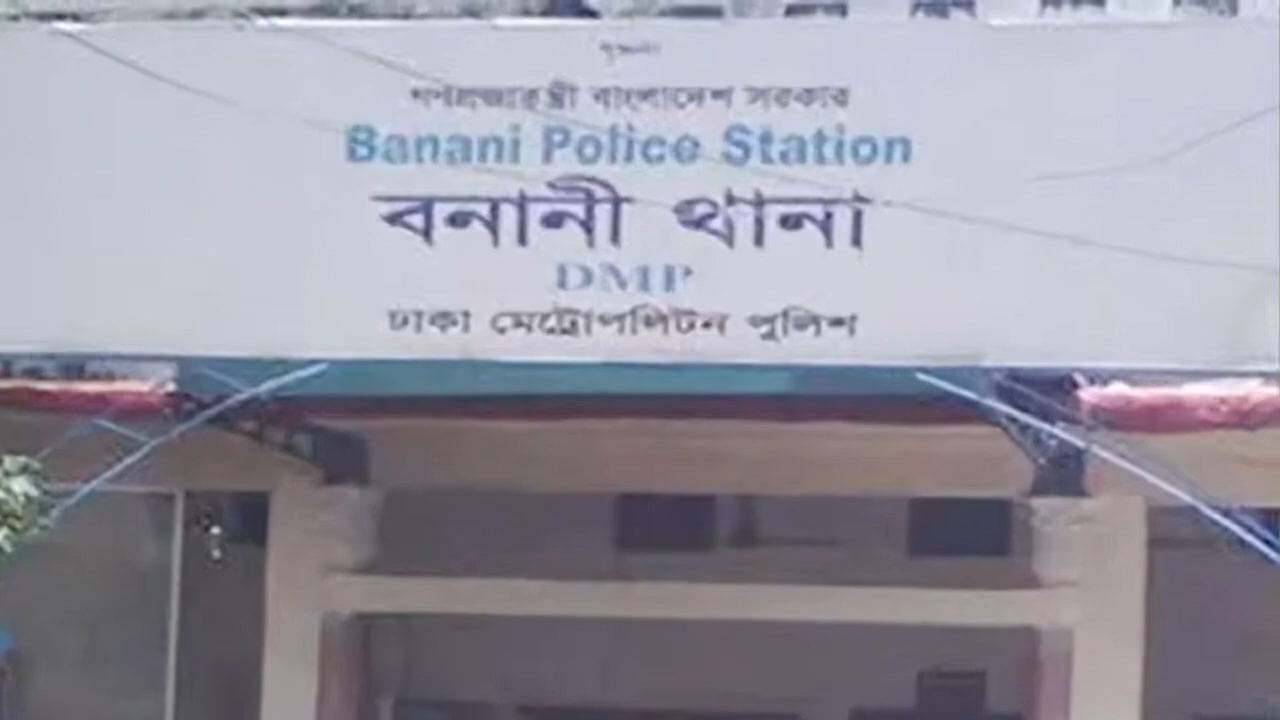 গণপ্রজাতন্ত্রী বাংলাদেশ সরকার
Banani Police Station
বনানী থানা
DMP
ঢাকা মেট্রোপলিটন পুলিশ